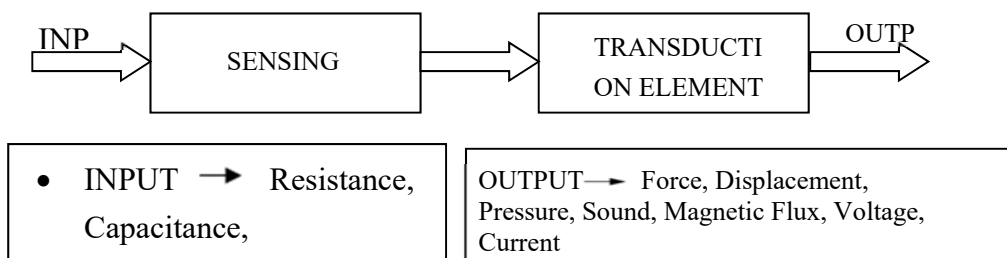 INP
SENSING
TRANSDUCTI
ON ELEMENT
OUTP
• INPUT → Resistance,
Capacitance,
OUTPUT → Force, Displacement,
Pressure, Sound, Magnetic Flux, Voltage,
Current